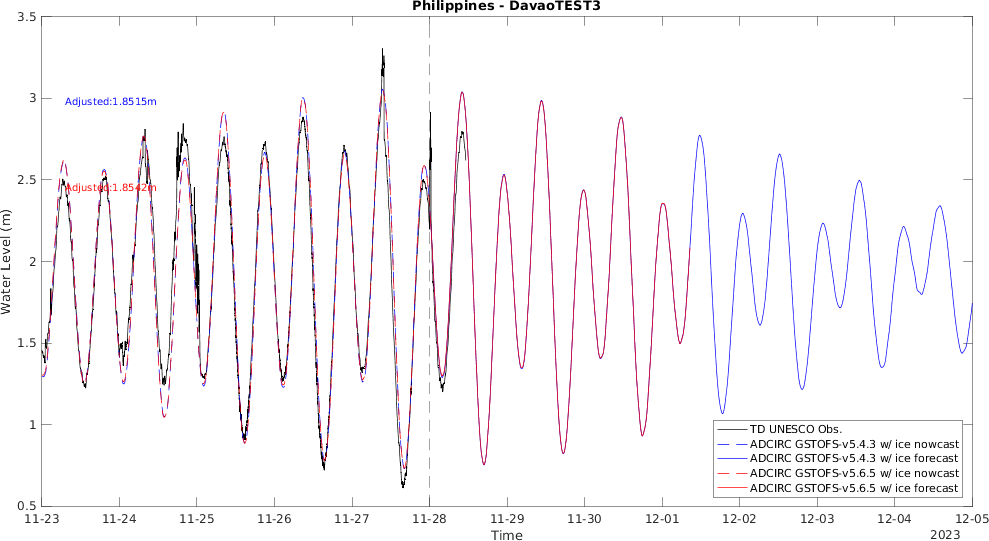 Philippines - DavaoTEST3
3.5
3
2.5
2
1.5
1
0.5
Water Level (m)
Adjusted:1.8515m
Adjusted:1.8542m
TD UNESCO Obs.
ADCIRC GSTOFS-v5.4.3 w/ ice nowcast
ADCIRC GSTOFS-v5.4.3 w/ ice forecast
ADCIRC GSTOFS-v5.6.5 w/ ice nowcast
ADCIRC GSTOFS-v5.6.5 w/ ice forecast
11-23 11-24 11-25 11-26 11-27 11-28 11-29 11-30 12-01 12-02 12-03 12-04 12-05
Time
2023